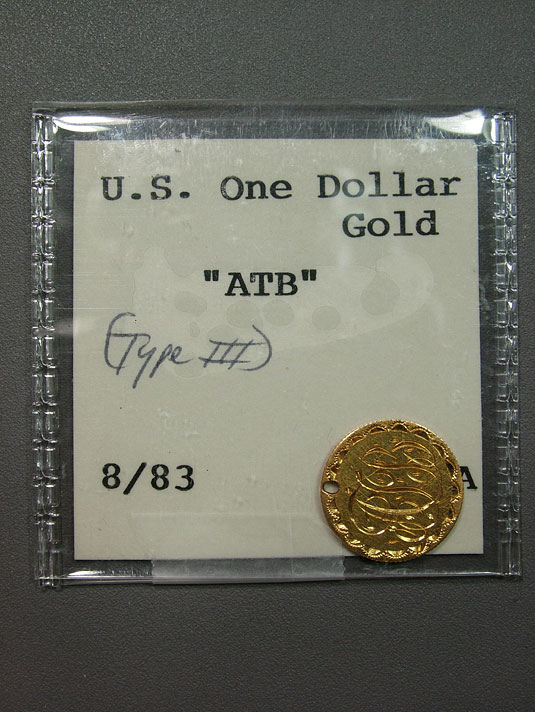 U.S. One Dollar
Gold
"ATB"
(Type III)
8/83
A